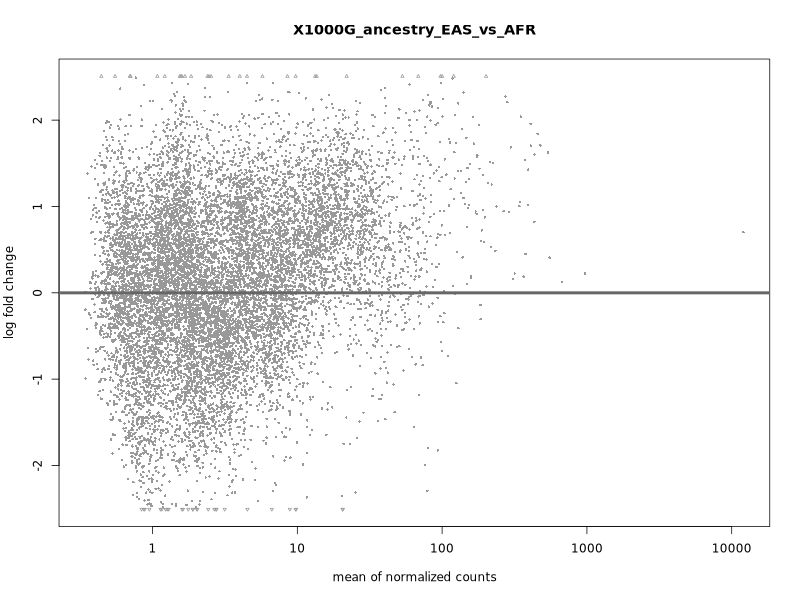 X1000G_ancestry_EAS_vs_AFR
log fold change
2
1
0
-1
-2
1 10 100 1000 10000
mean of normalized counts